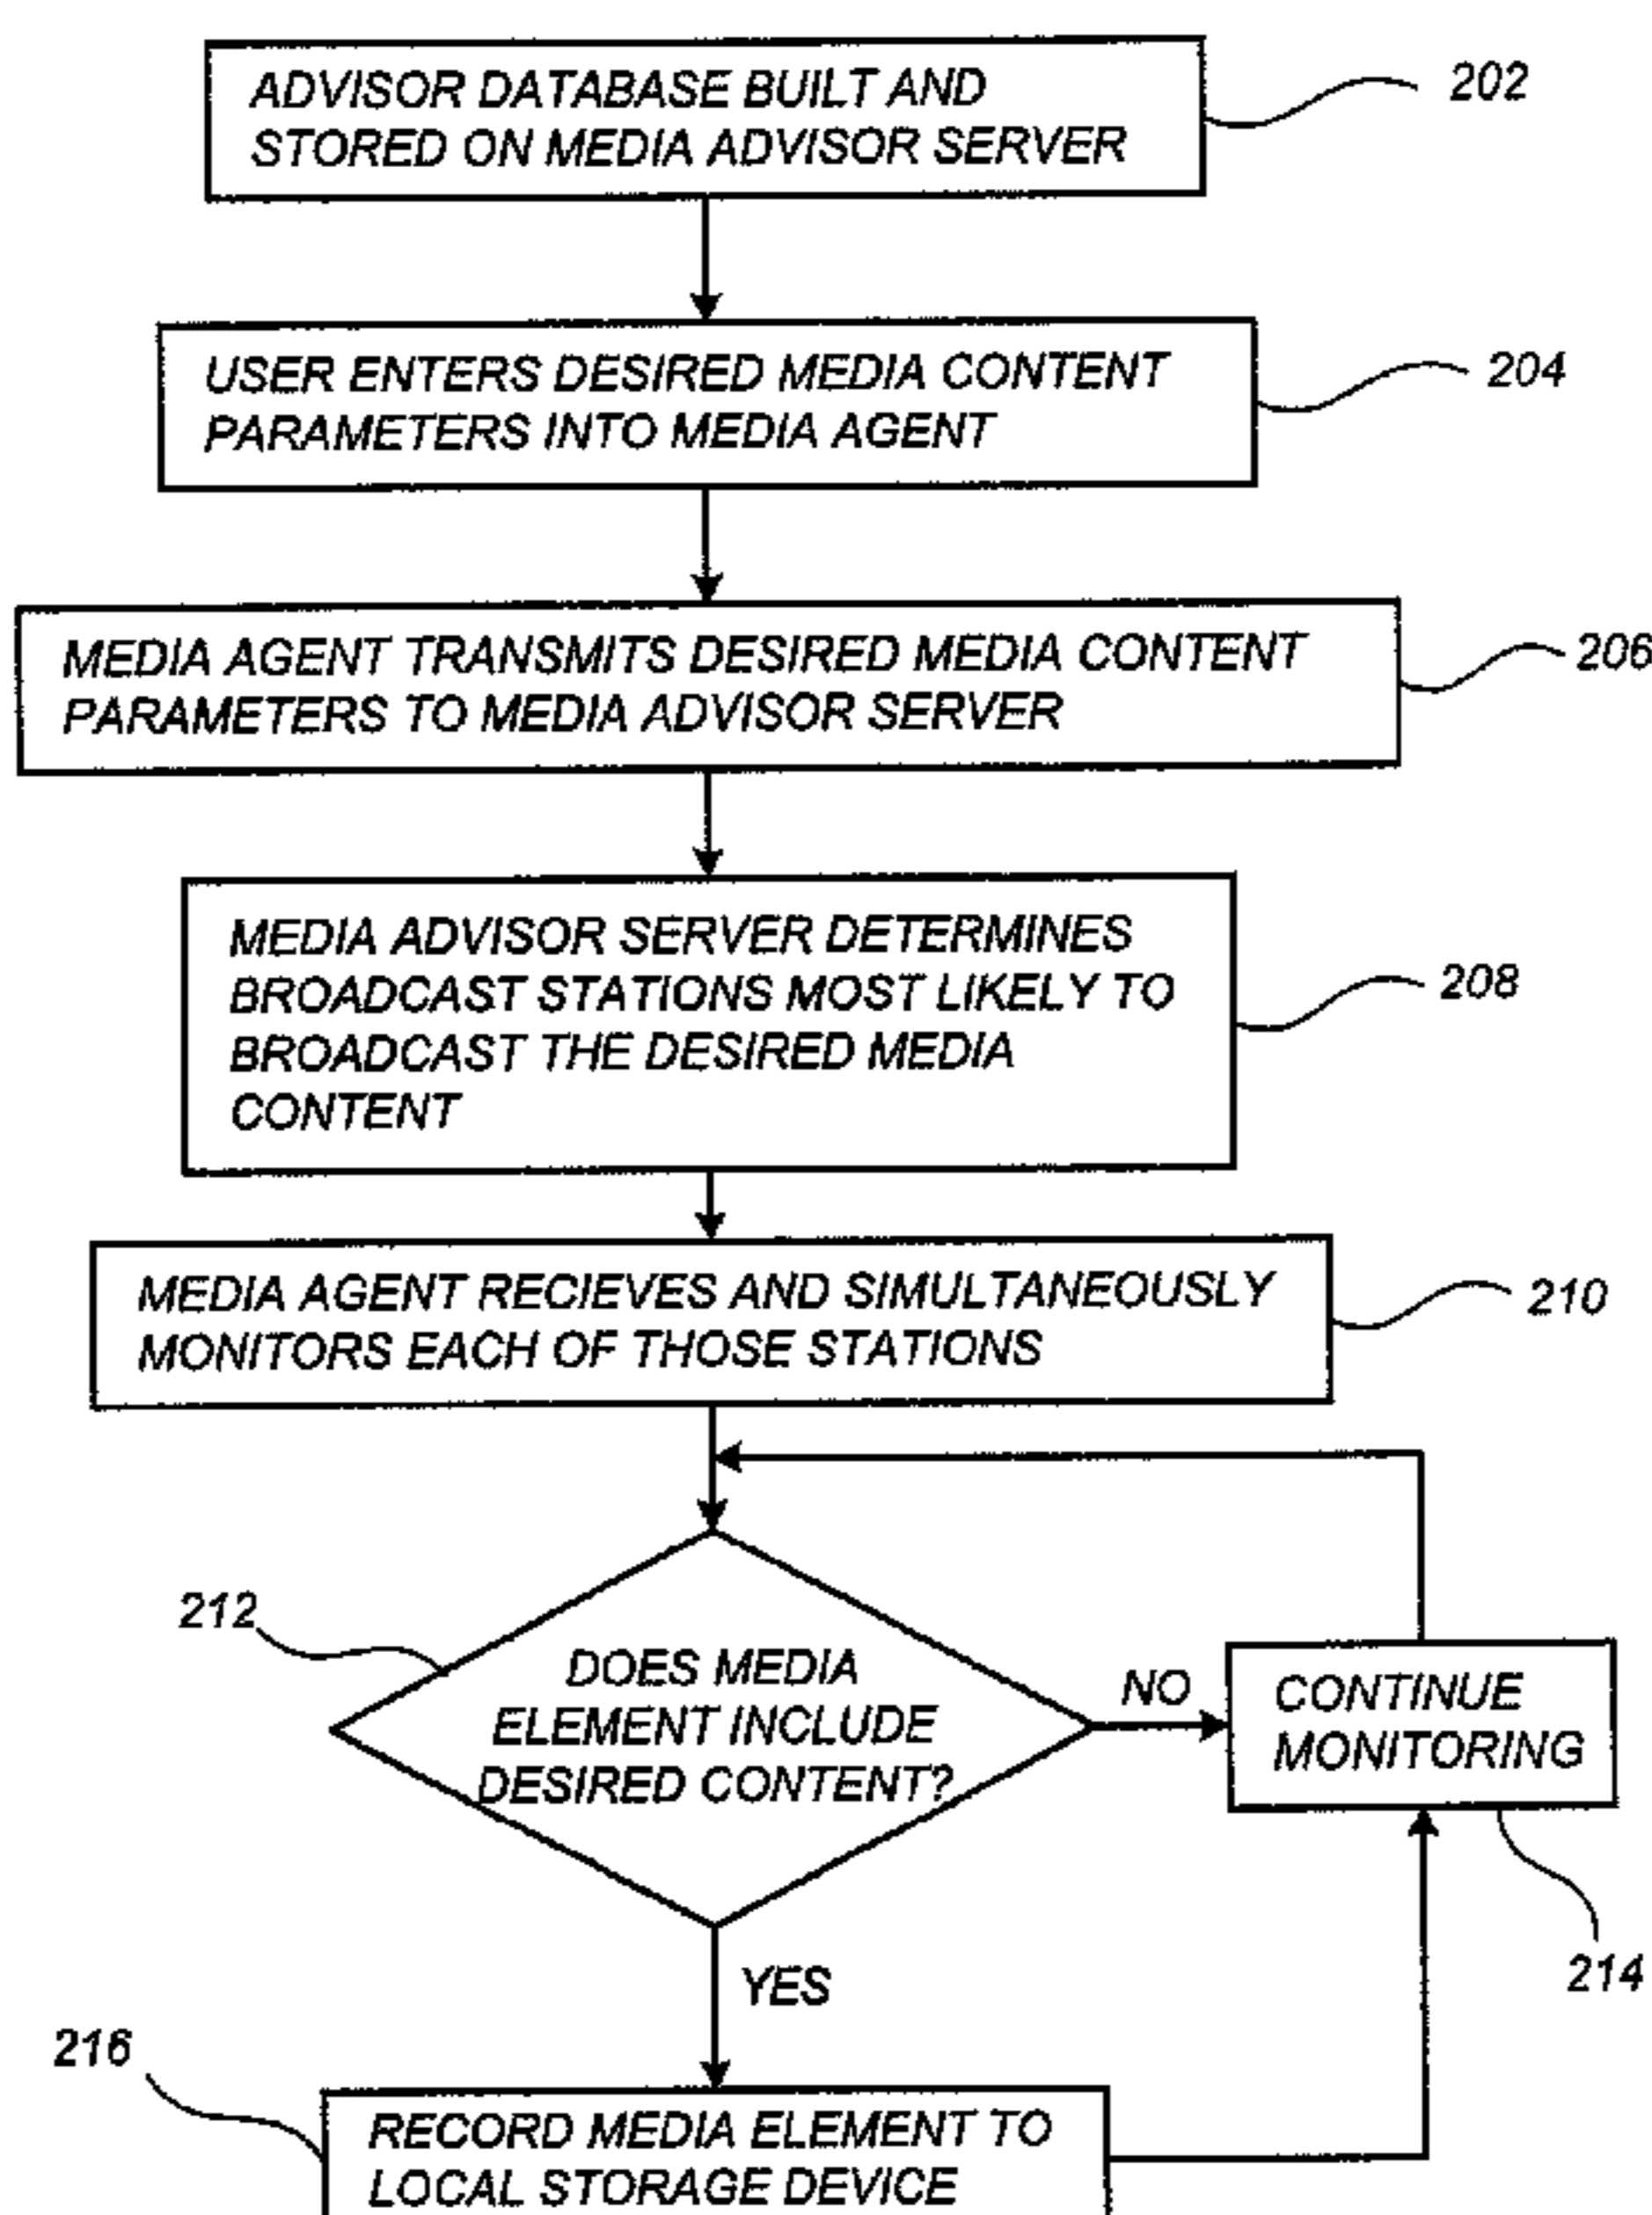 ADVISOR DATABASE BUILT AND
STORED ON MEDIA ADVISOR SERVER
202
USER ENTERS DESIRED MEDIA CONTENT
PARAMETERS INTO MEDIA AGENT
204
MEDIA AGENT TRANSMITS DESIRED MEDIA CONTENT
PARAMETERS TO MEDIA ADVISOR SERVER
206
MEDIA ADVISOR SERVER DETERMINES
BROADCAST STATIONS MOST LIKELY TO
BROADCAST THE DESIRED MEDIA
CONTENT
208
MEDIA AGENT RECIEVES AND SIMULTANEOUSLY
MONITORS EACH OF THOSE STATIONS
210
212
DOES MEDIA
ELEMENT INCLUDE
DESIRED CONTENT?
NO
CONTINUE
MONITORING
214
YES
216
RECORD MEDIA ELEMENT TO
LOCAL STORAGE DEVICE